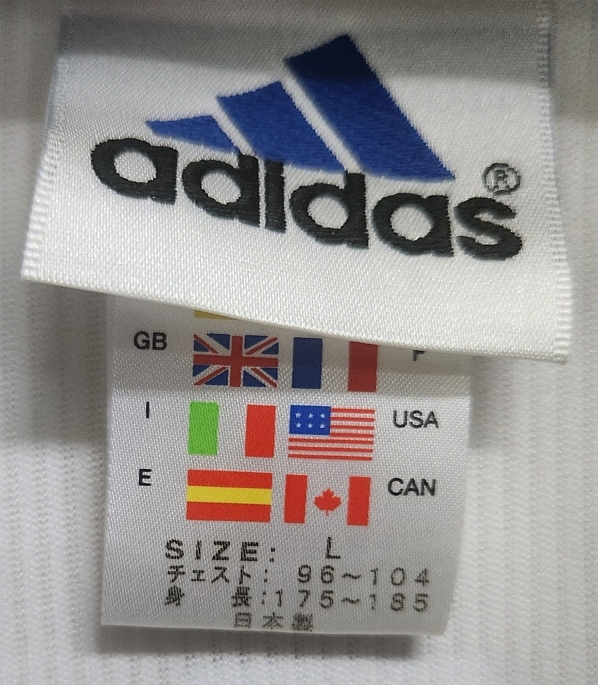 adidas®
GB F
I USA
E CAN
SIZE: L
チェスト: 96~104
身 長:175~185
日本製